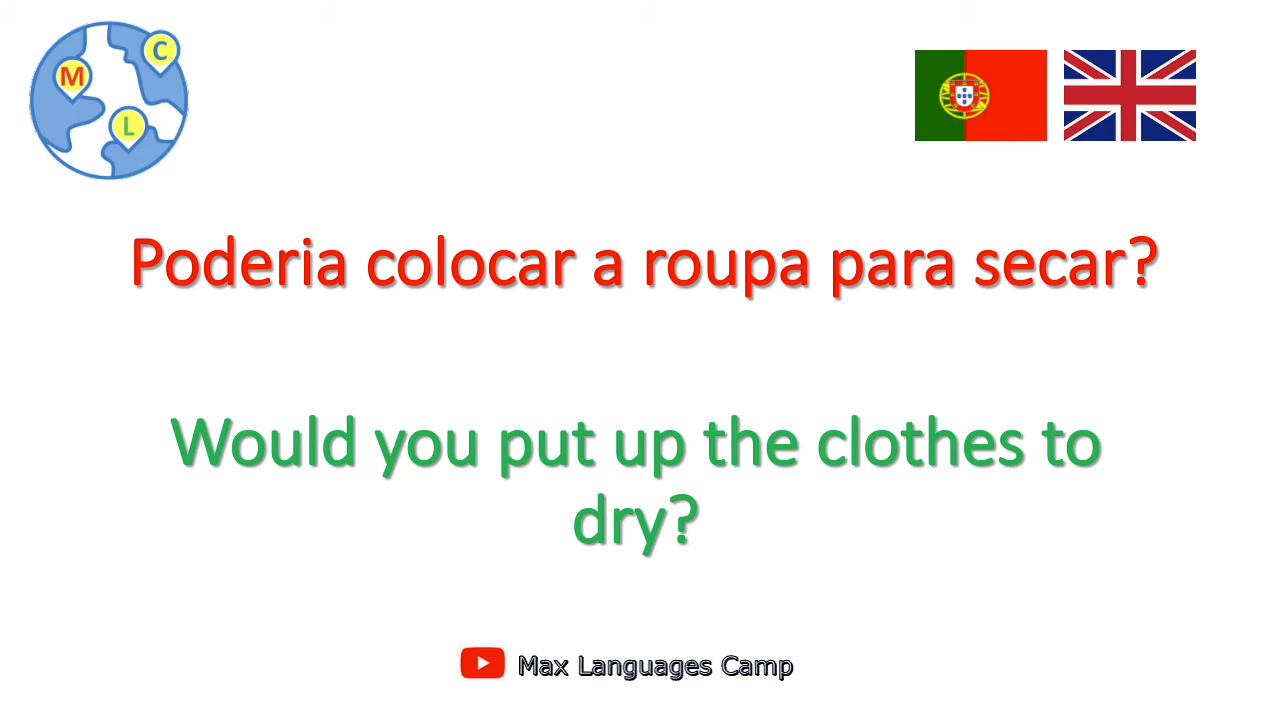 C
M
L
Poderia colocar a roupa para secar?
Would you put up the clothes to
dry?
Max Languages Camp